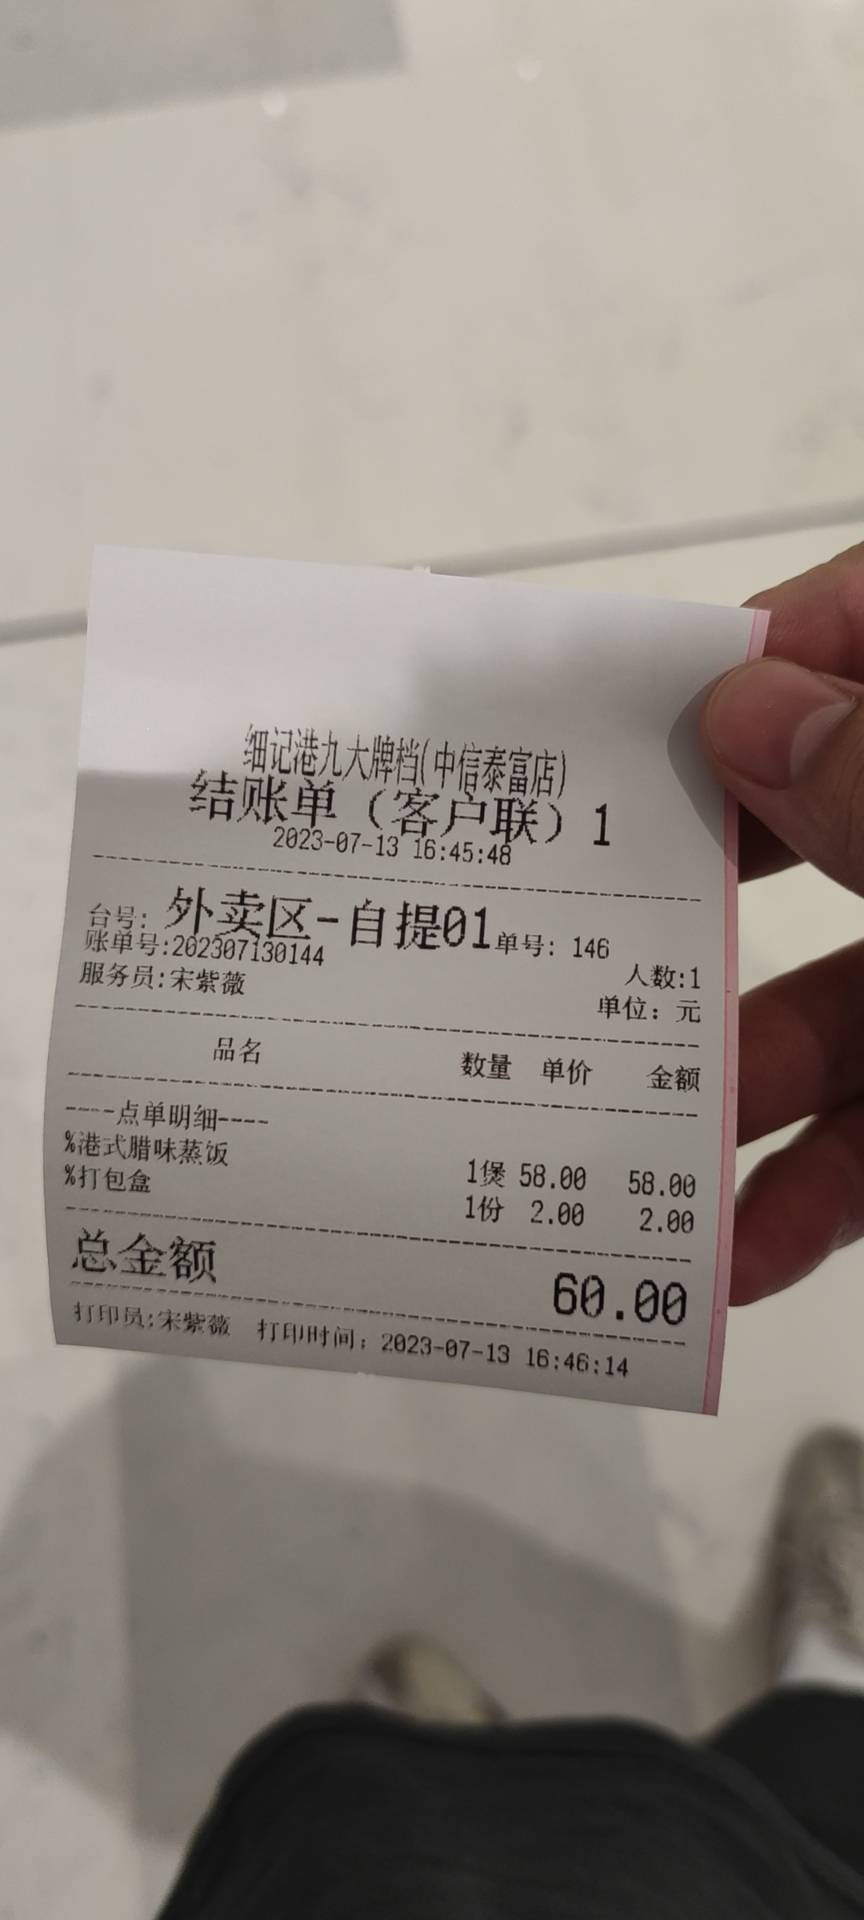 细记港九大牌档(中信泰富店)
结账单（客户联）1
2023-07-13 16:45:48
台号: 外卖区-自提01 单号: 146
账单号:202307130144 人数:1
服务员:宋紫薇 单位: 元
品名 数量 单价 金额
----点单明细----
%港式腊味蒸饭 1煲 58.00 58.00
%打包盒 1份 2.00 2.00
总金额 60.00
打印员:宋紫薇 打印时间: 2023-07-13 16:46:14